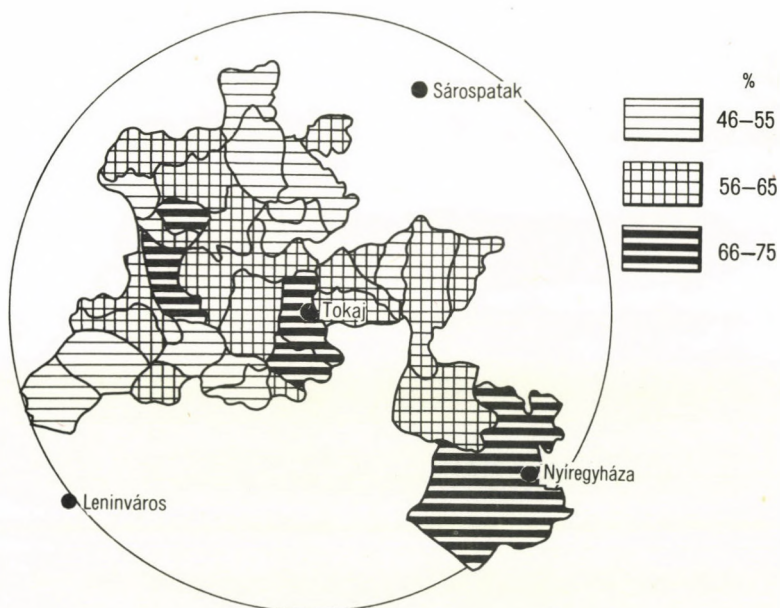 %
Sárospatak
46–55
56–65
66–75
Tokaj
Nyíregyháza
Leninváros